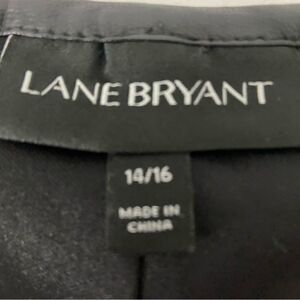 LANE BRYANT
14/16
MADE IN
CHINA